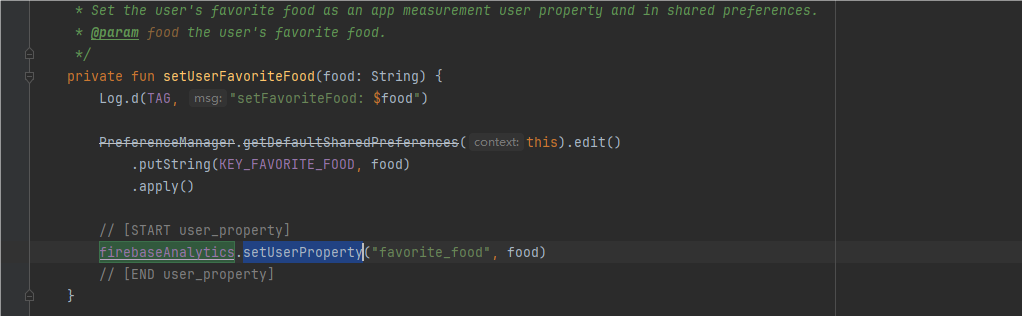 * Set the user's favorite food as an app measurement user property and in shared preferences.
* @param food the user's favorite food.
*/
private fun setUserFavoriteFood(food: String) {
Log.d(TAG, msg: "setFavoriteFood: $food")
PreferenceManager.getDefaultSharedPreferences( context: this).edit()
.putString(KEY_FAVORITE_FOOD, food)
.apply()
// [START user_property]
firebaseAnalytics.setUserProperty("favorite_food", food)
// [END user_property]
}